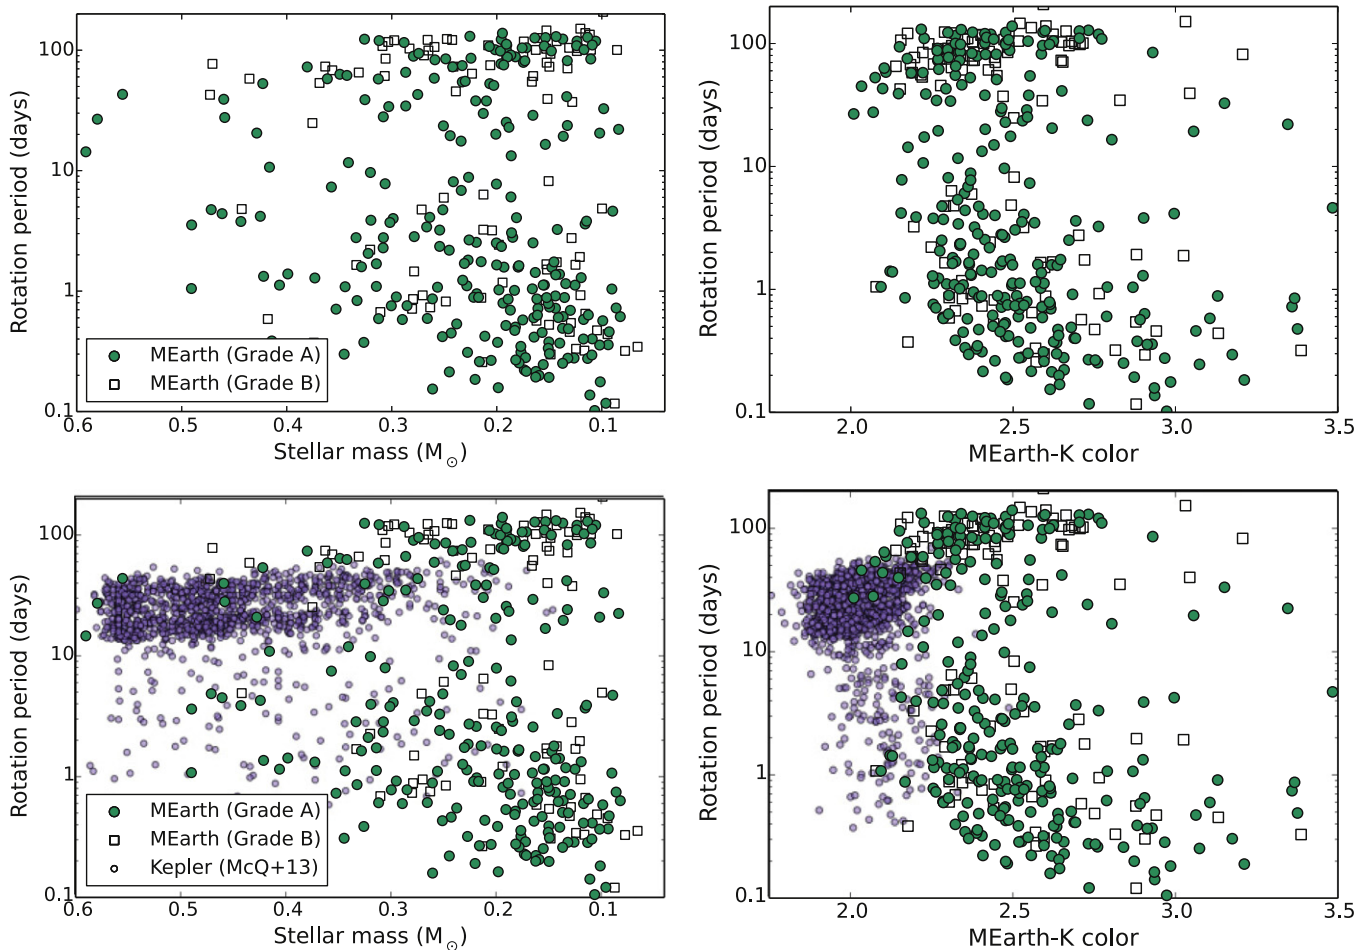 100
10
1
0.1
Rotation period (days)
MEarth (Grade A)
MEarth (Grade B)
0.6 0.5 0.4 0.3 0.2 0.1
Stellar mass (M⊙)
100
10
1
0.1
Rotation period (days)
2.0 2.5 3.0 3.5
MEarth-K color
100
10
1
0.1
Rotation period (days)
MEarth (Grade A)
MEarth (Grade B)
Kepler (McQ+13)
0.6 0.5 0.4 0.3 0.2 0.1
Stellar mass (M⊙)
100
10
1
0.1
Rotation period (days)
2.0 2.5 3.0 3.5
MEarth-K color